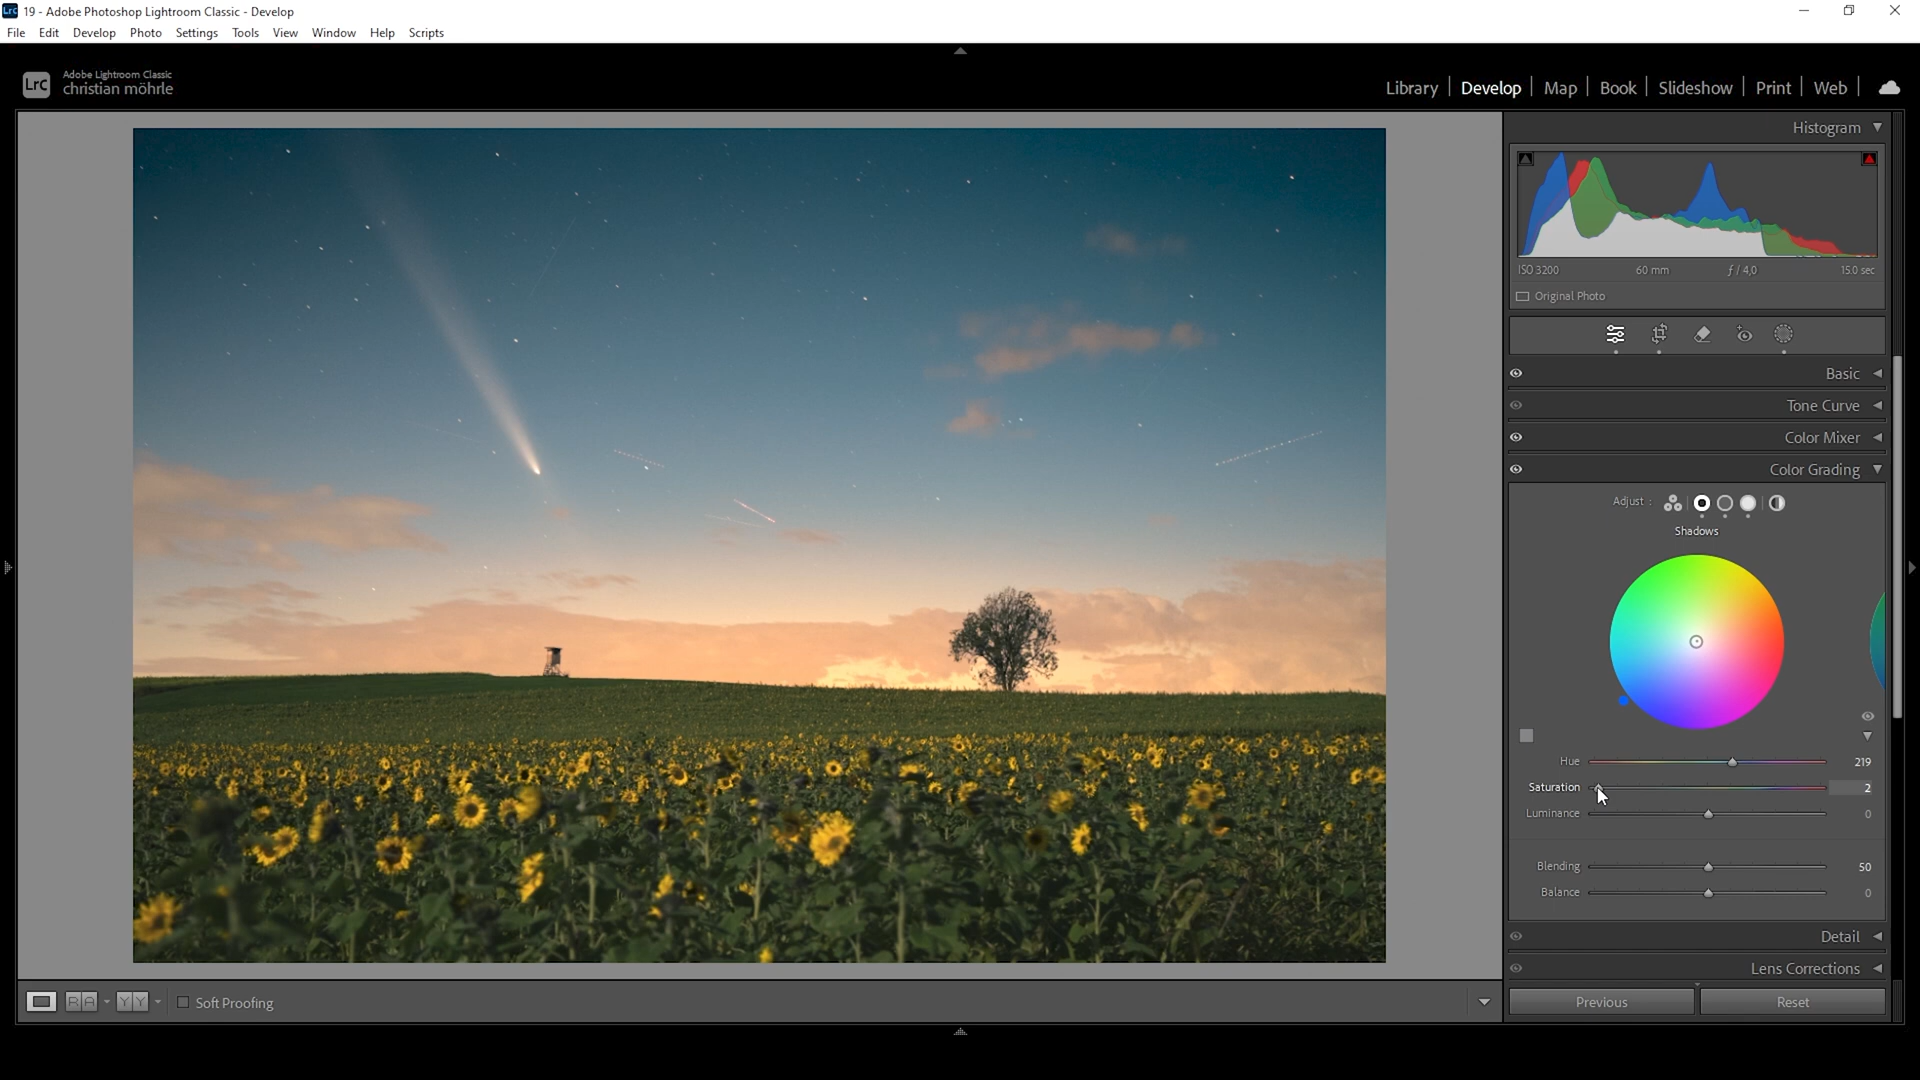 19 - Adobe Photoshop Lightroom Classic - Develop
File Edit Develop Photo Settings Tools View Window Help Scripts
LrC Adobe Lightroom Classic
christian möhrle
Library | Develop | Map | Book | Slideshow | Print | Web
Histogram
ISO 3200 60 mm ƒ / 4,0 15.0 sec
Original Photo
Basic
Tone Curve
Color Mixer
Color Grading
Adjust :
Shadows
Hue 219
Saturation 2
Luminance 0
Blending 50
Balance 0
Detail
Lens Corrections
R A Y Y Soft Proofing
Previous Reset